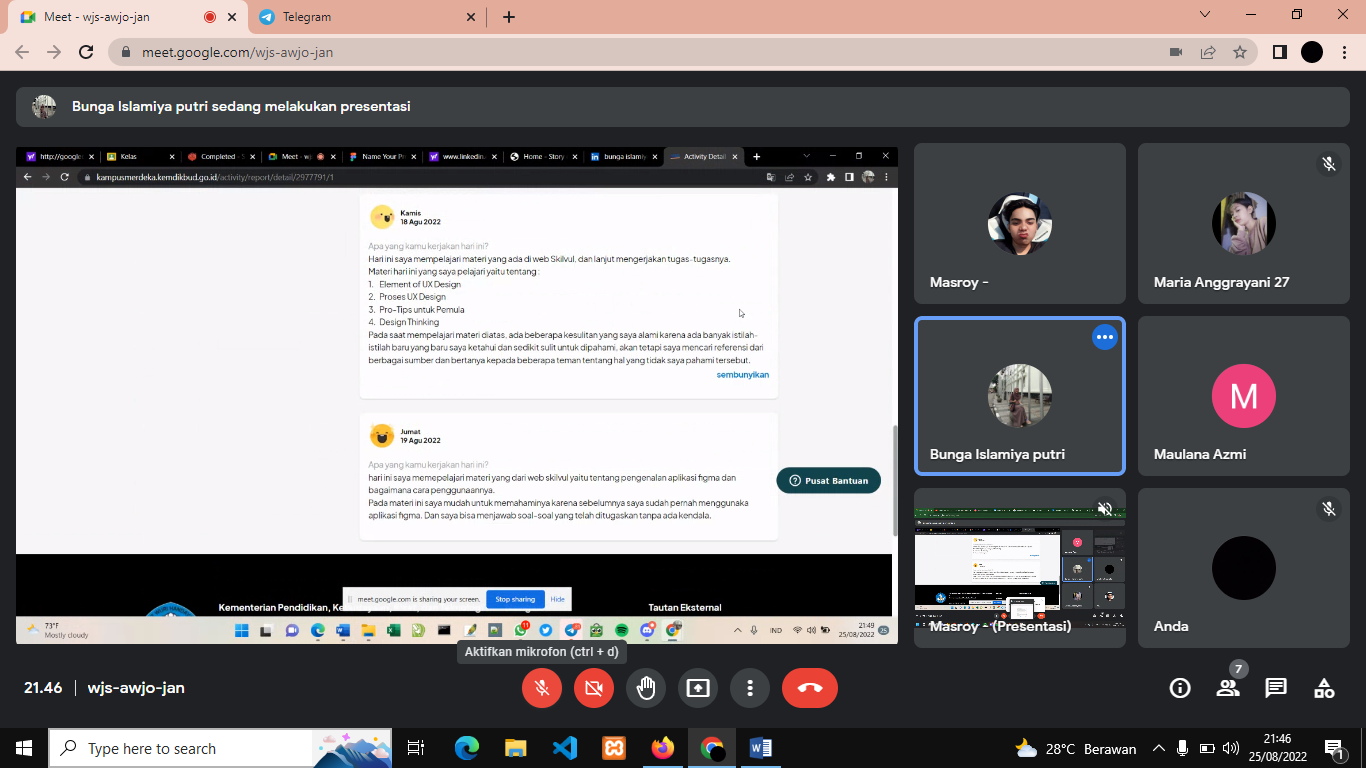 Meet - wjs-awjo-jan
Telegram
meet.google.com/wjs-awjo-jan
Bunga Islamiya putri sedang melakukan presentasi
http://google
Kelas
Completed - S
Meet - w
Name Your Pr
www.linkedin.
Home - Story
bunga islamiy
Activity Detail
kampusmerdeka.kemdikbud.go.id/activity/report/detail/2977791/1
Kamis
18 Agu 2022
Apa yang kamu kerjakan hari ini?
Hari ini saya mempelajari materi yang ada di web Skilvul, dan lanjut mengerjakan tugas-tugasnya.
Materi hari ini yang saya pelajari yaitu tentang :
1. Element of UX Design
2. Proses UX Design
3. Pro-Tips untuk Pemula
4. Design Thinking
Pada saat mempelajari materi diatas, ada beberapa kesulitan yang saya alami karena ada banyak istilah-
istilah baru yang baru saya ketahui dan sedikit sulit untuk dipahami, akan tetapi saya mencari referensi dari
berbagai sumber dan bertanya kepada beberapa teman tentang hal yang tidak saya pahami tersebut.
sembunyikan
Jumat
19 Agu 2022
Apa yang kamu kerjakan hari ini?
hari ini saya memepelajari materi yang dari web skilvul yaitu tentang pengenalan aplikasi figma dan
bagaimana cara penggunaannya.
Pada materi ini saya mudah untuk memahaminya karena sebelumnya saya sudah pernah menggunaka
aplikasi figma. Dan saya bisa menjawab soal-soal yang telah ditugaskan tanpa ada kendala.
Pusat Bantuan
Kementerian Pendidikan, Ke
Tautan Eksternal
meet.google.com is sharing your screen.
Stop sharing
Hide
73°F
Mostly cloudy
11
IND
21:49
25/08/2022
25
Masroy -
Maria Anggrayani 27
Bunga Islamiya putri
M
Maulana Azmi
Masroy - (Presentasi)
Anda
Aktifkan mikrofon (ctrl + d)
21.46
wjs-awjo-jan
7
Type here to search
28°C Berawan
21:46
25/08/2022
1